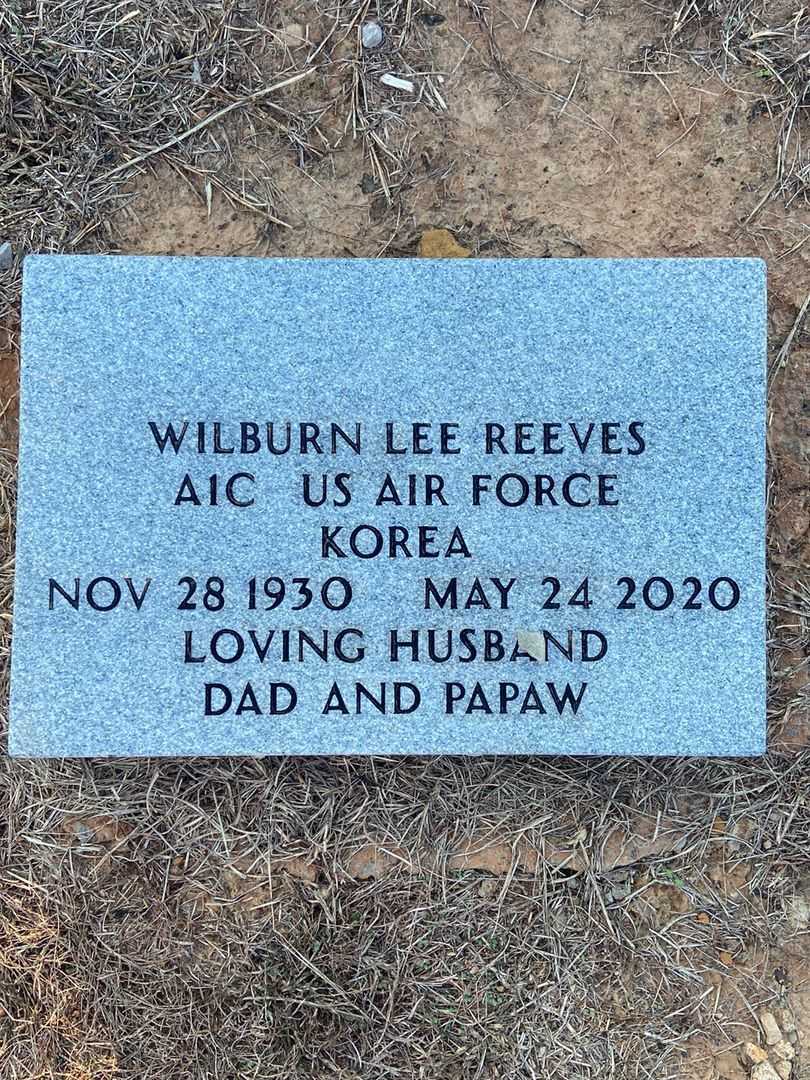 WILBURN LEE REEVES
A1C US AIR FORCE
KOREA
NOV 28 1930 MAY 24 2020
LOVING HUSBAND
DAD AND PAPAW